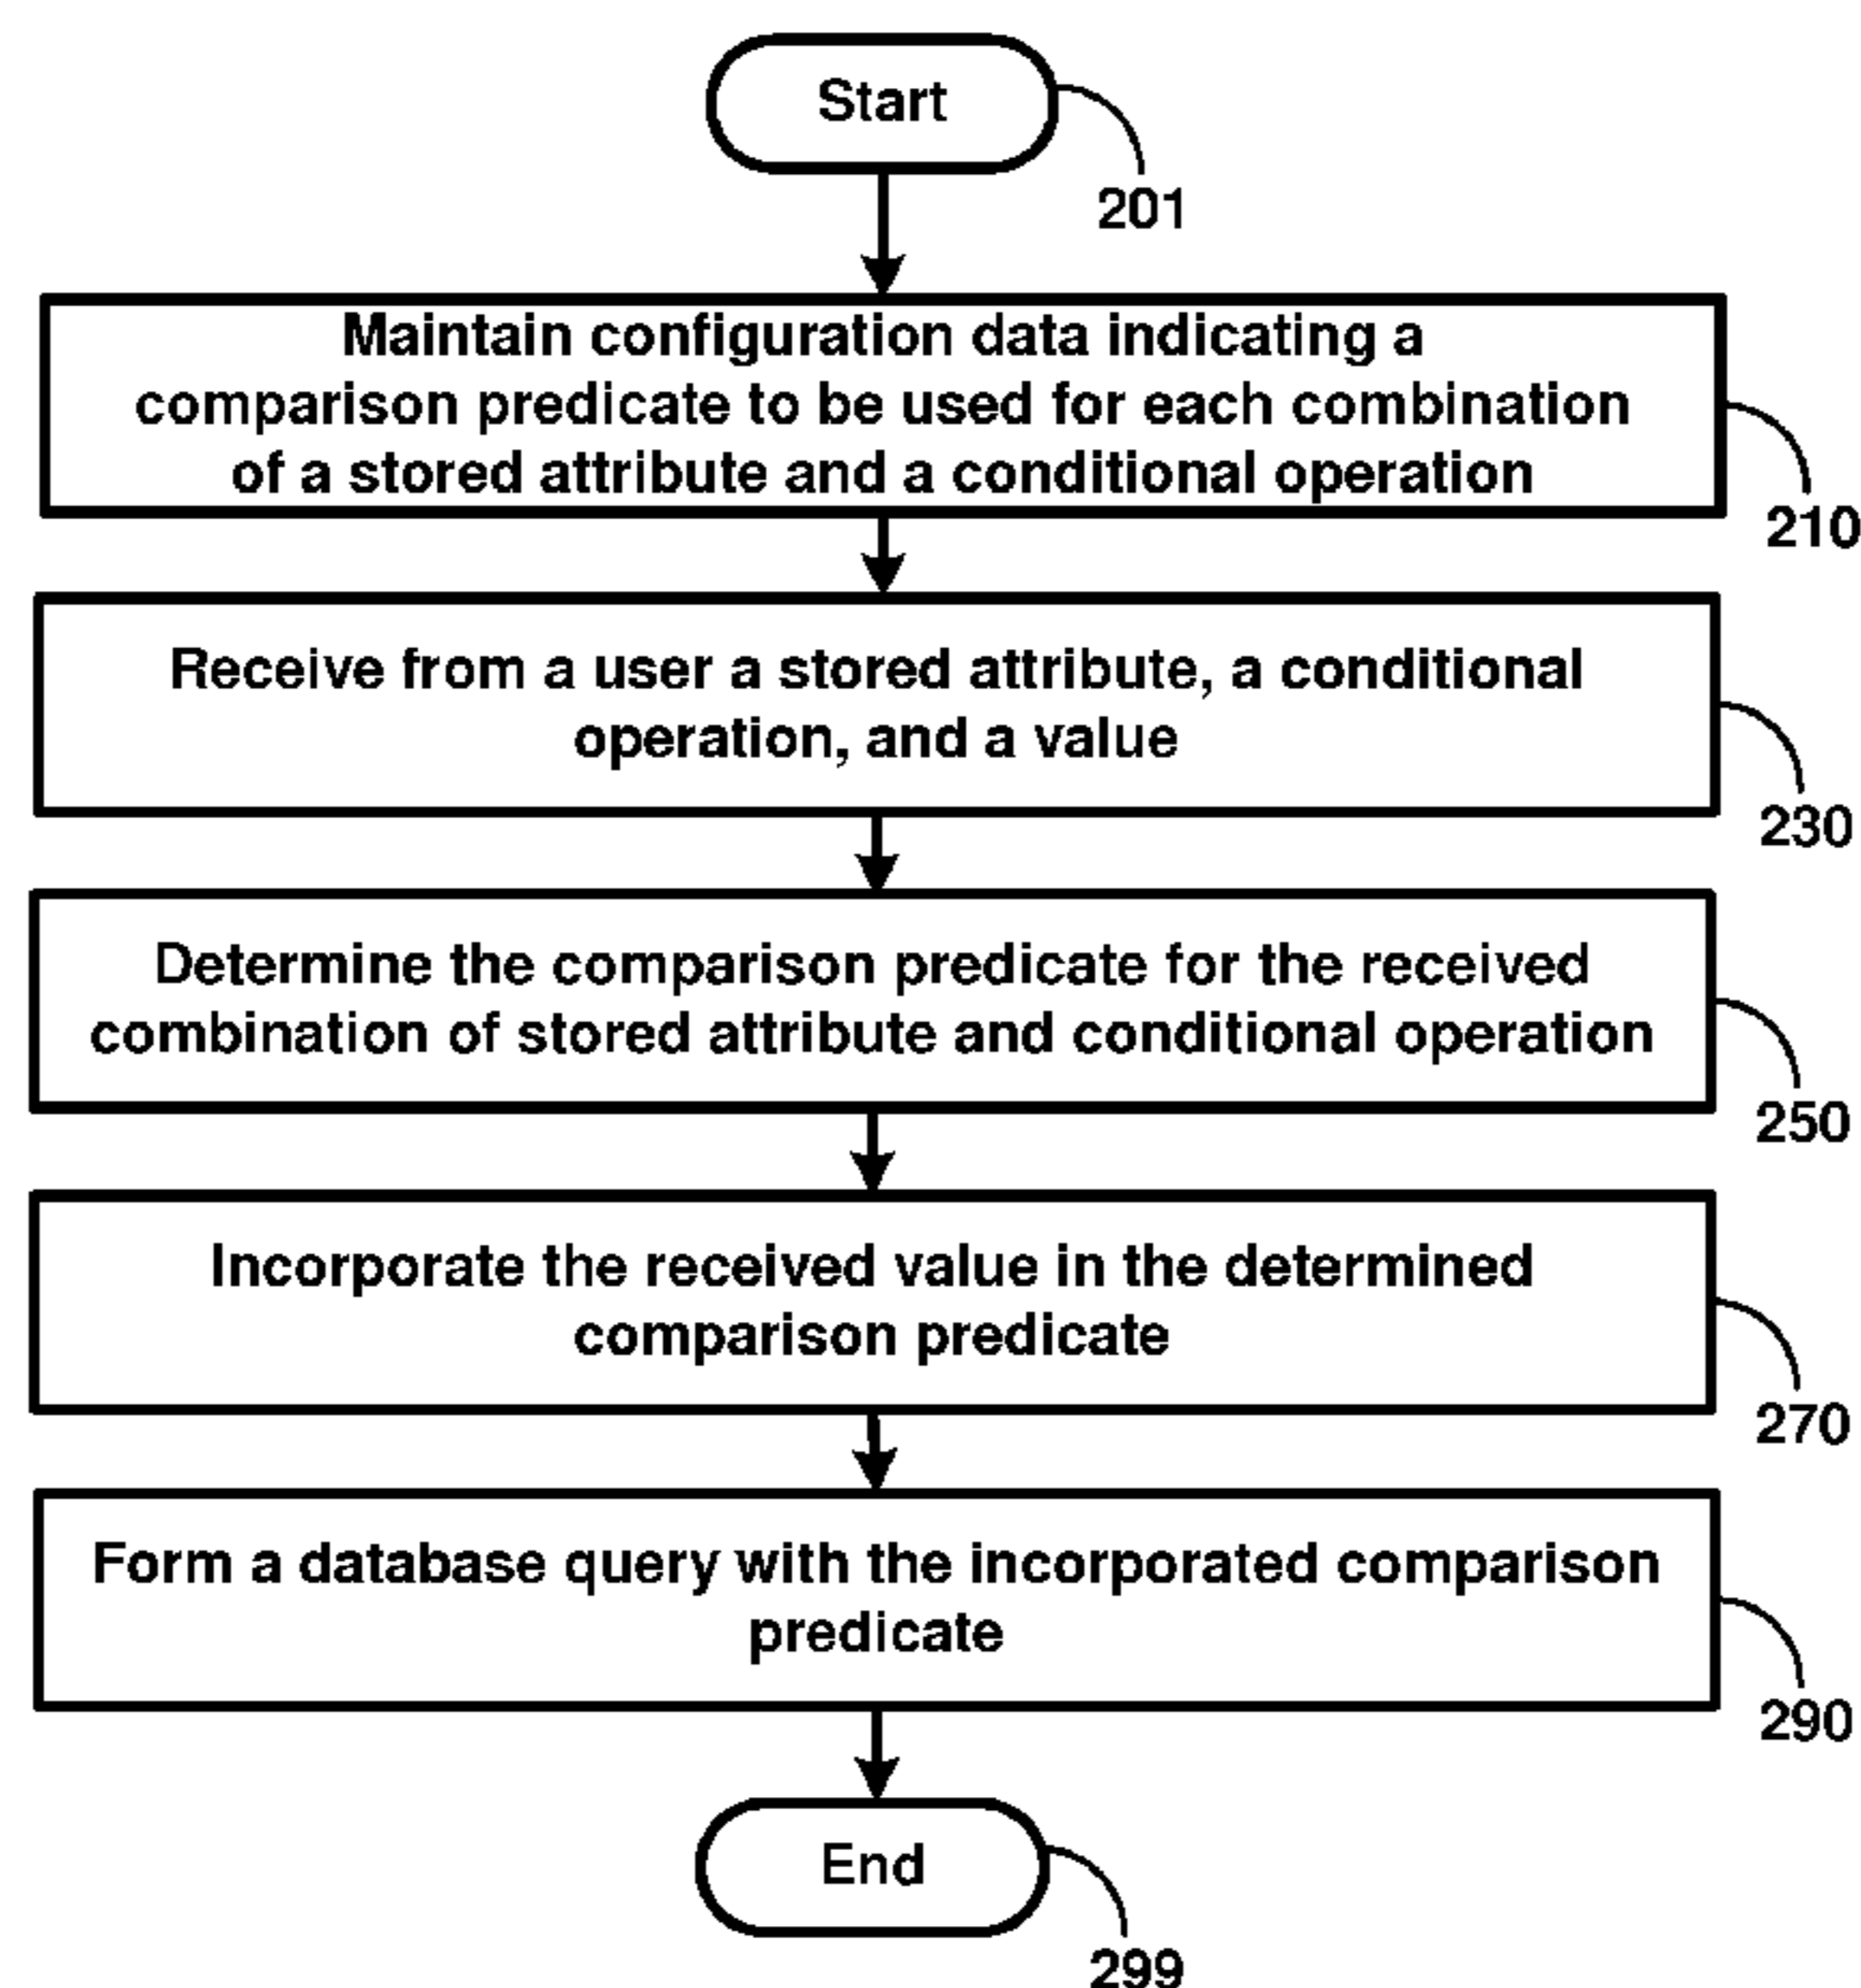 Start
201
Maintain configuration data indicating a
comparison predicate to be used for each combination
of a stored attribute and a conditional operation
210
Receive from a user a stored attribute, a conditional
operation, and a value
230
Determine the comparison predicate for the received
combination of stored attribute and conditional operation
250
Incorporate the received value in the determined
comparison predicate
270
Form a database query with the incorporated comparison
predicate
290
End
299